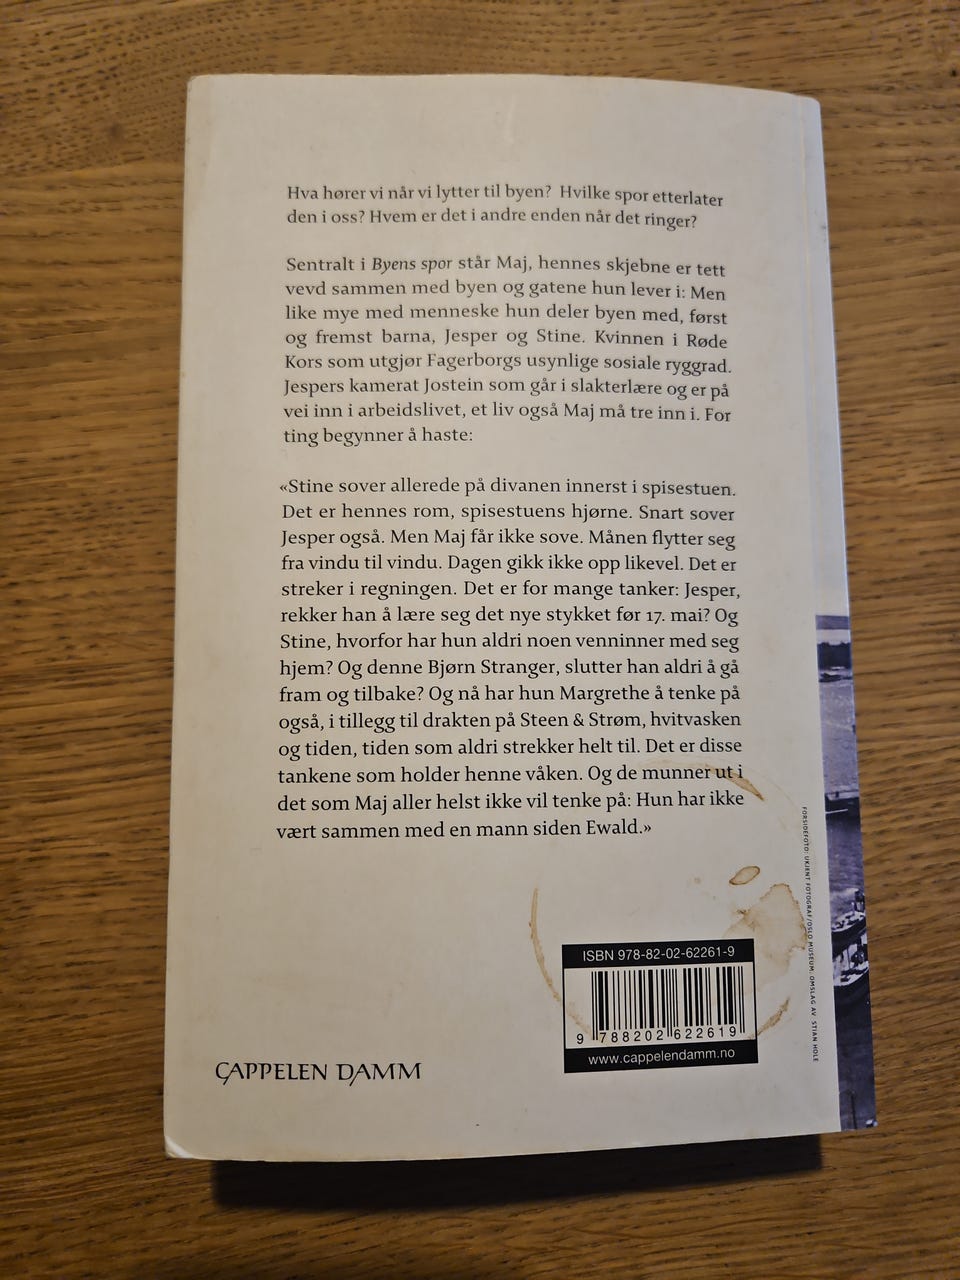 Hva hører vi når vi lytter til byen? Hvilke spor etterlater
den i oss? Hvem er det i andre enden når det ringer?
Sentralt i Byens spor står Maj, hennes skjebne er tett
vevd sammen med byen og gatene hun lever i: Men
like mye med menneske hun deler byen med, først
og fremst barna, Jesper og Stine. Kvinnen i Røde
Kors som utgjør Fagerborgs usynlige sosiale ryggrad.
Jespers kamerat Jostein som går i slakterlære og er på
vei inn i arbeidslivet, et liv også Maj må tre inn i. For
ting begynner å haste:
«Stine sover allerede på divanen innerst i spisestuen.
Det er hennes rom, spisestuens hjørne. Snart sover
Jesper også. Men Maj får ikke sove. Månen flytter seg
fra vindu til vindu. Dagen gikk ikke opp likevel. Det er
streker i regningen. Det er for mange tanker: Jesper,
rekker han å lære seg det nye stykket før 17. mai? Og
Stine, hvorfor har hun aldri noen venninner med seg
hjem? Og denne Bjørn Stranger, slutter han aldri å gå
fram og tilbake? Og nå har hun Margrethe å tenke på
også, i tillegg til drakten på Steen & Strøm, hvitvasken
og tiden, tiden som aldri strekker helt til. Det er disse
tankene som holder henne våken. Og de munner ut i
det som Maj aller helst ikke vil tenke på: Hun har ikke
vært sammen med en mann siden Ewald.»
FORSIDEFOTO: UKJENT FOTOGRAF/OSLO MUSEUM. OMSLAG AV STIAN HOLE
ISBN 978-82-02-62261-9
9 788202 622619
www.cappelendamm.no
CAPPELEN DAMM